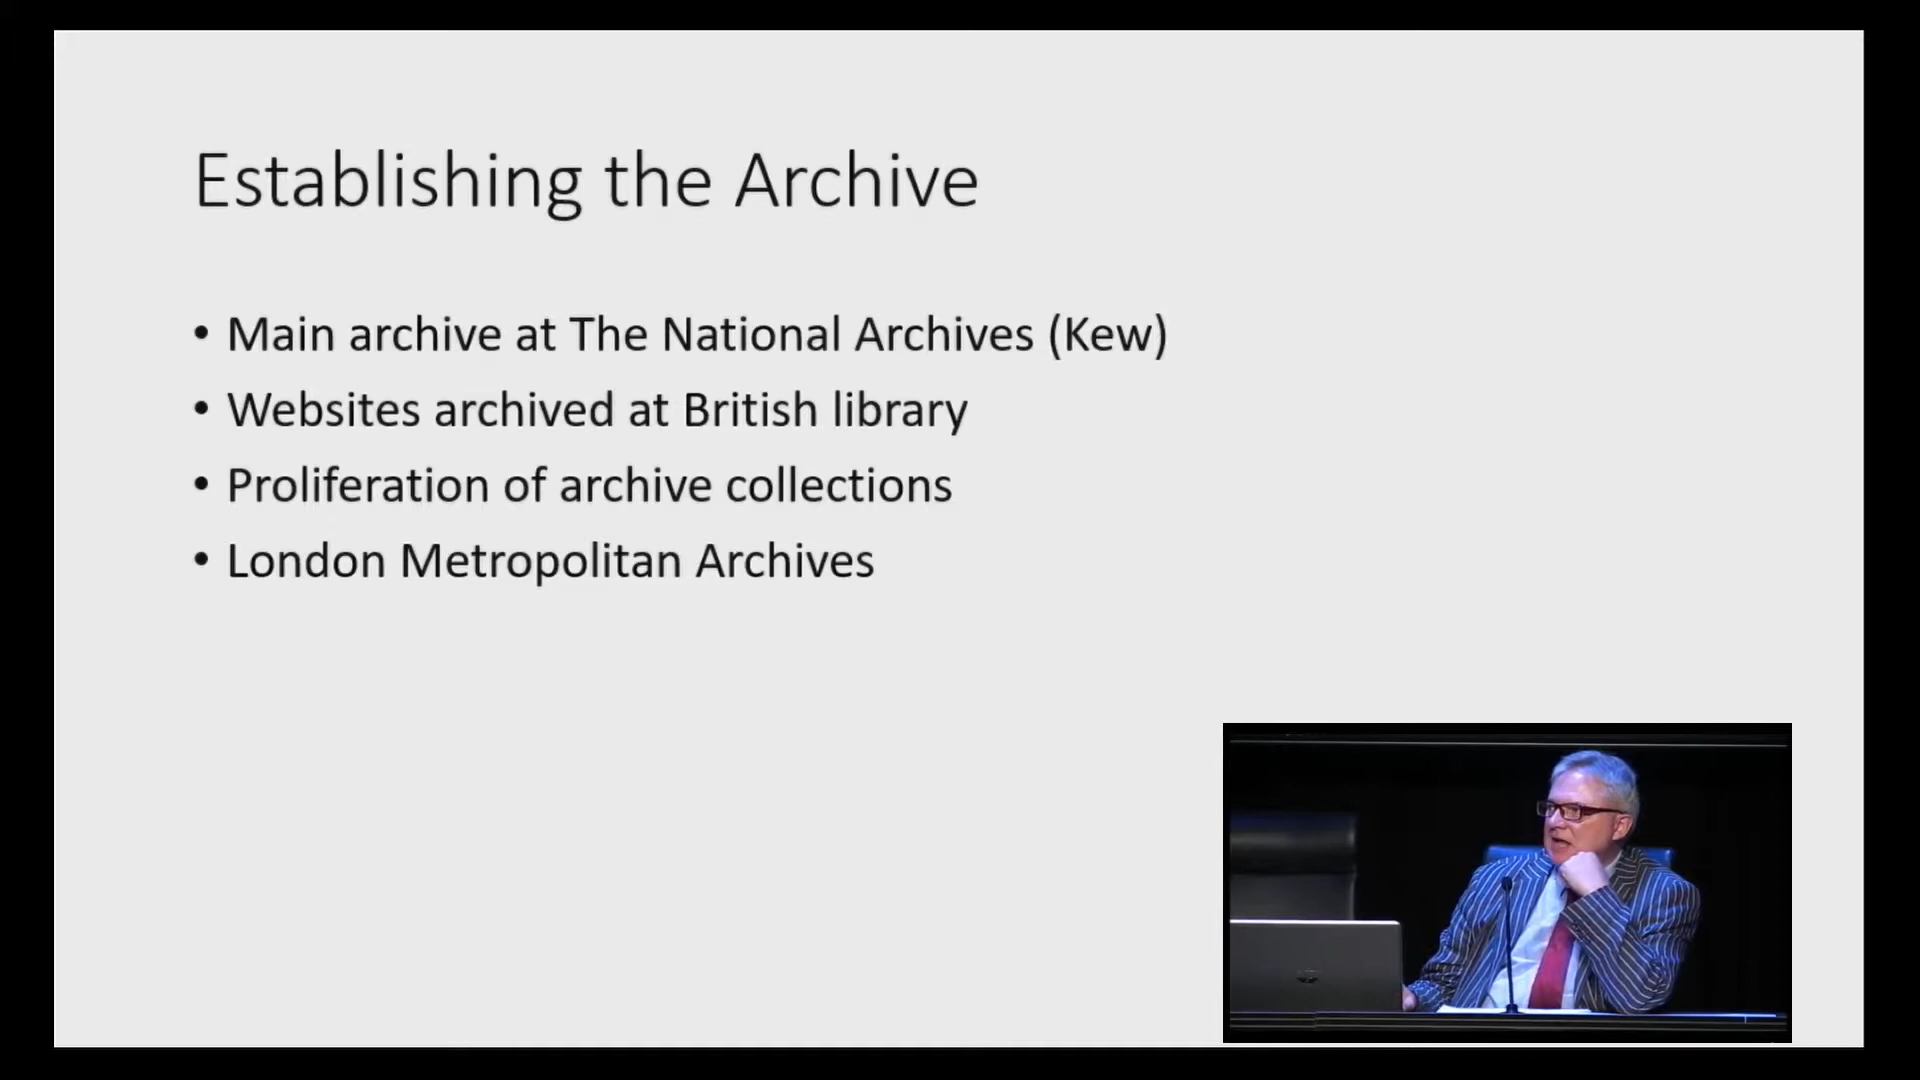 Establishing the Archive
• Main archive at The National Archives (Kew)
• Websites archived at British library
• Proliferation of archive collections
• London Metropolitan Archives